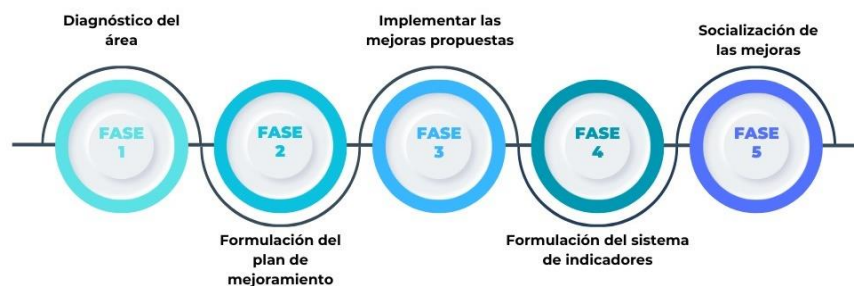 Diagnóstico del
área
FASE
1
Formulación del
plan de
mejoramiento
FASE
2
Implementar las
mejoras propuestas
FASE
3
Formulación del sistema
de indicadores
FASE
4
Socialización de
las mejoras
FASE
5